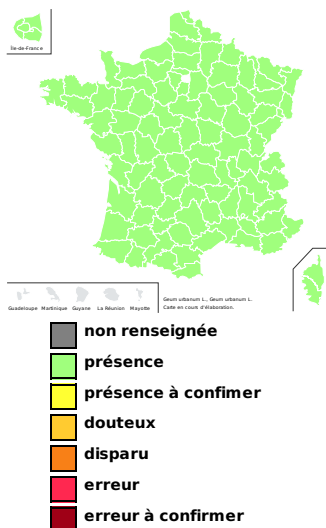 Île-de-France
Guadeloupe Martinique Guyane La Réunion Mayotte
Geum urbanum L., Geum urbanum L.
Carte en cours d'élaboration.
non renseignée
présence
présence à confimer
douteux
disparu
erreur
erreur à confirmer